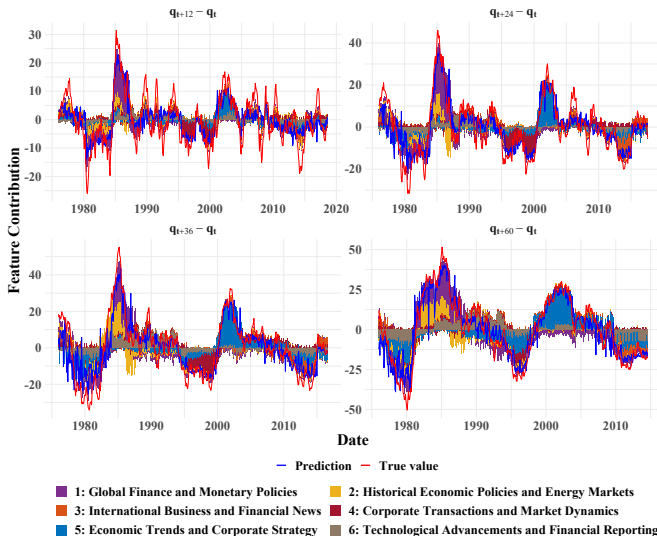 q_{t+12} − q_t
q_{t+24} − q_t
30
20
10
0
-10
-20
1980
1990
2000
2010
2020
40
20
0
-20
1980
1990
2000
2010
Feature Contribution
q_{t+36} − q_t
q_{t+60} − q_t
40
20
0
-20
1980
1990
2000
2010
50
25
0
-25
-50
1980
1990
2000
2010
Date
Prediction
True value
1: Global Finance and Monetary Policies
2: Historical Economic Policies and Energy Markets
3: International Business and Financial News
4: Corporate Transactions and Market Dynamics
5: Economic Trends and Corporate Strategy
6: Technological Advancements and Financial Reporting